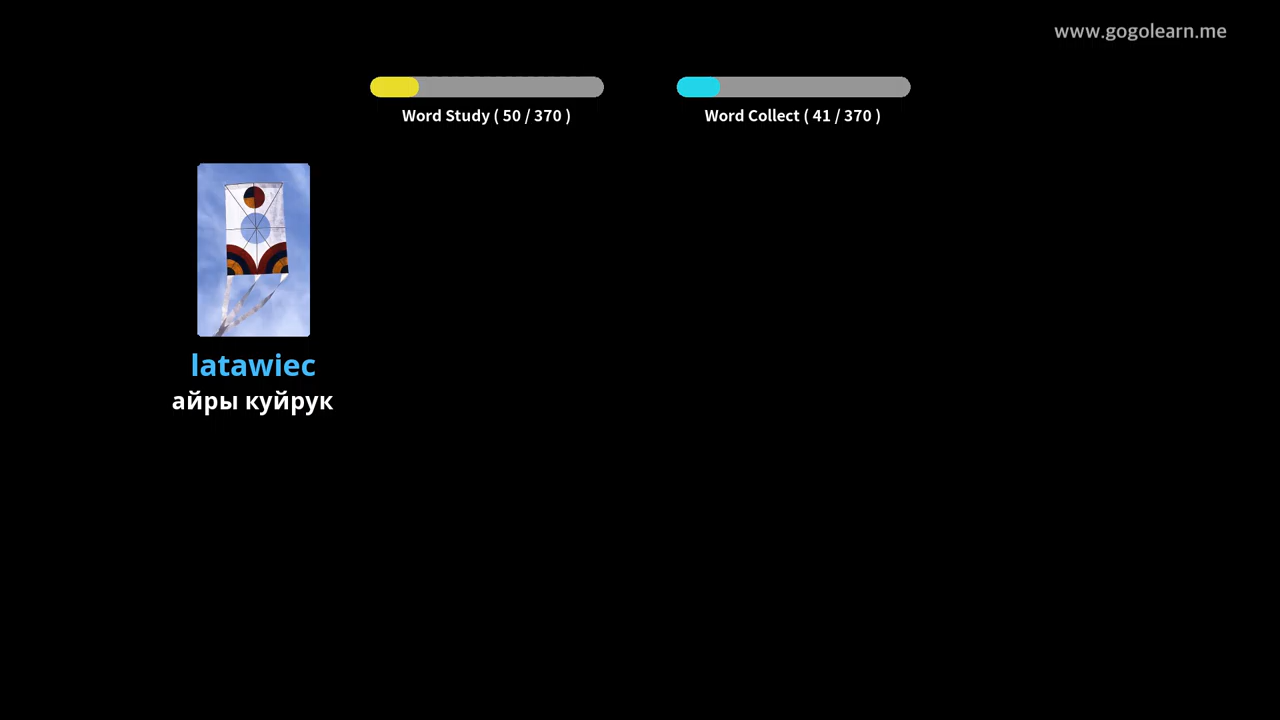 www.gogolearn.me
Word Study ( 50 / 370 )
Word Collect ( 41 / 370 )
latawiec
айры куйрук